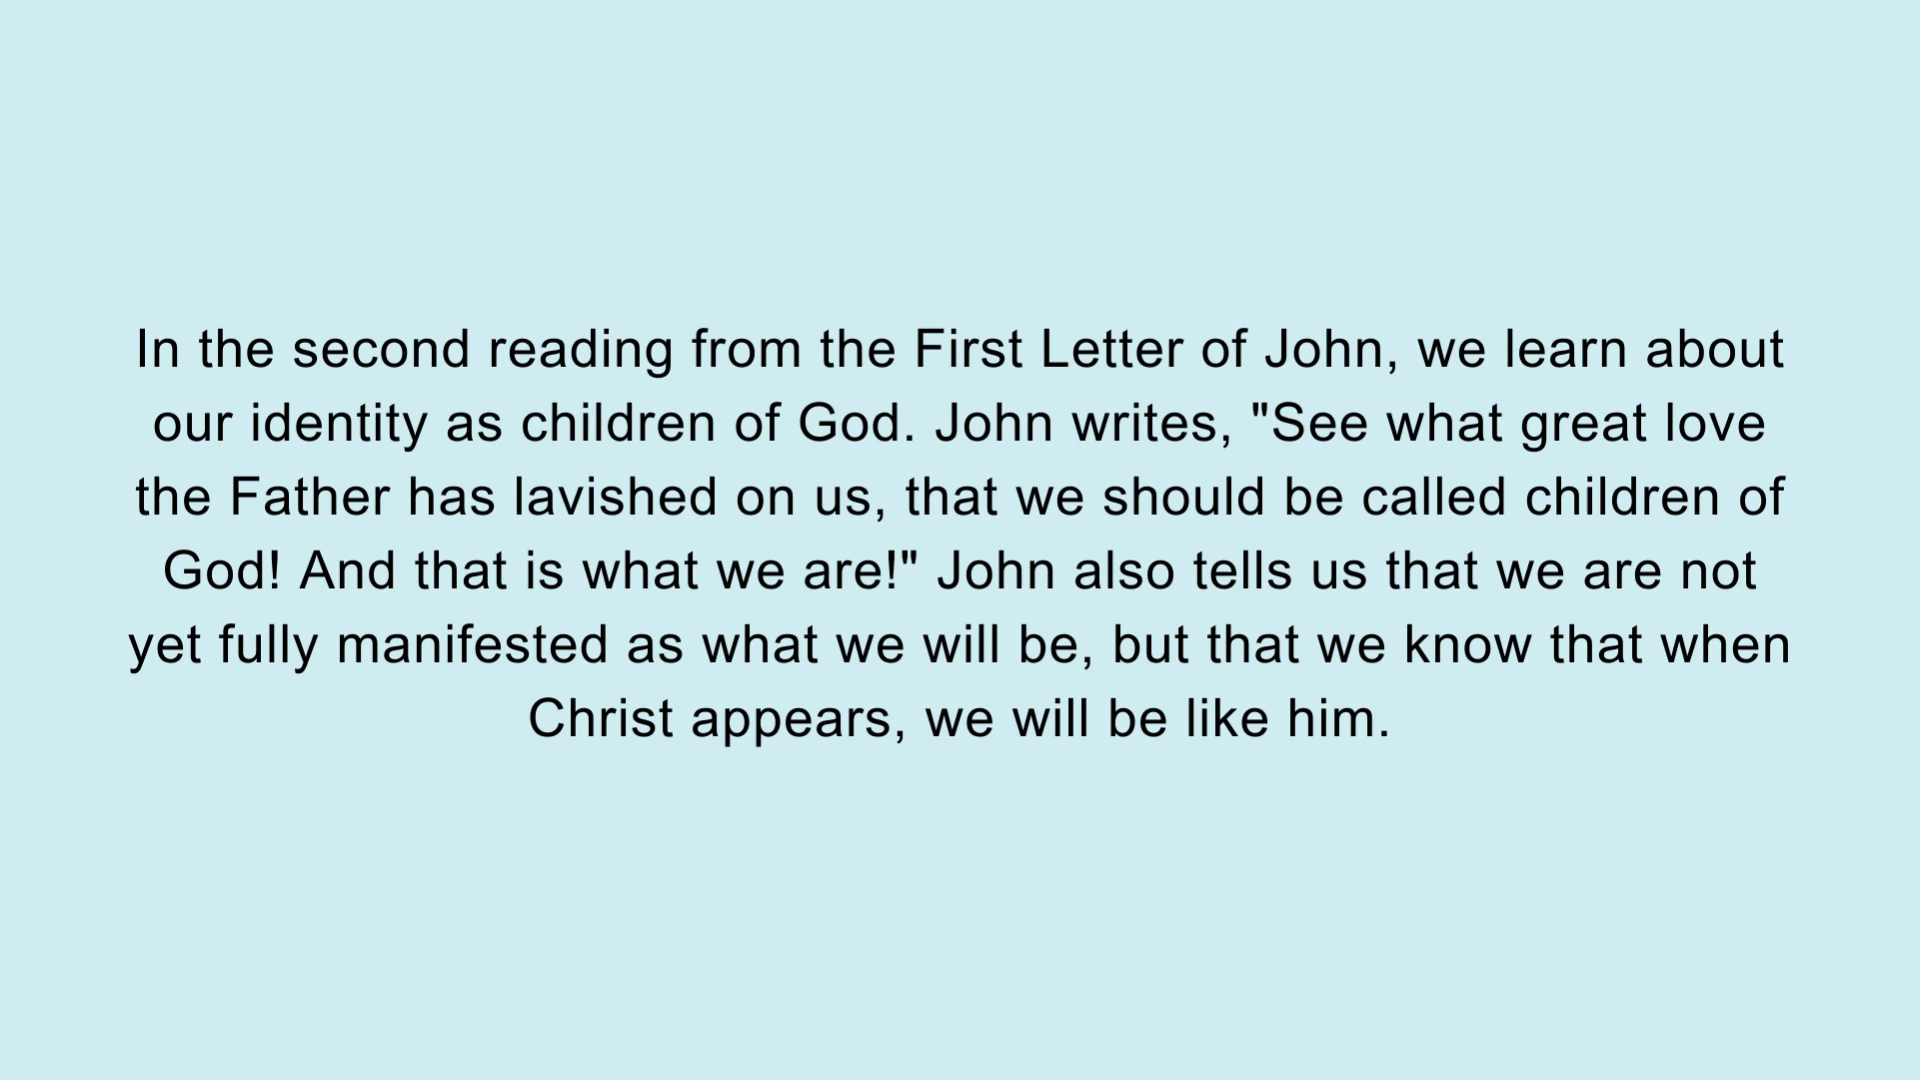 In the second reading from the First Letter of John, we learn about
our identity as children of God. John writes, "See what great love
the Father has lavished on us, that we should be called children of
God! And that is what we are!" John also tells us that we are not
yet fully manifested as what we will be, but that we know that when
Christ appears, we will be like him.